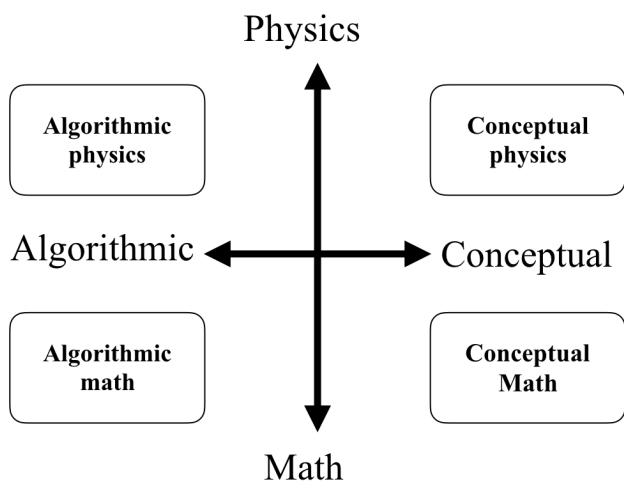 Physics
Algorithmic
physics
Conceptual
physics
Algorithmic
Conceptual
Algorithmic
math
Conceptual
Math
Math